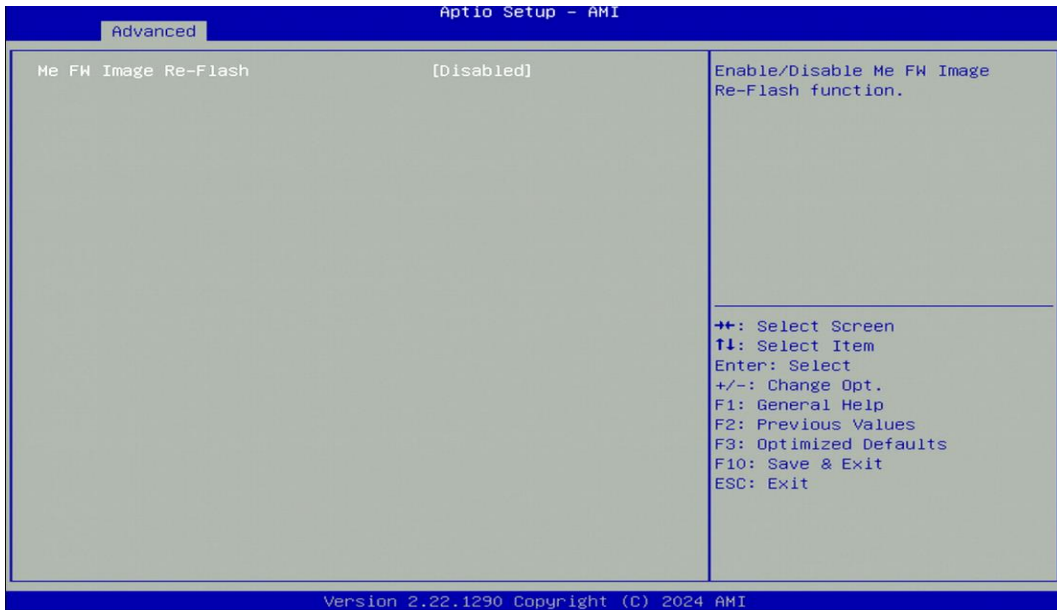 Aptio Setup – AMI
Advanced
Me FW Image Re-Flash [Disabled]
Enable/Disable Me FW Image
Re-Flash function.
→←: Select Screen
↑↓: Select Item
Enter: Select
+/-: Change Opt.
F1: General Help
F2: Previous Values
F3: Optimized Defaults
F10: Save & Exit
ESC: Exit
Version 2.22.1290 Copyright (C) 2024 AMI